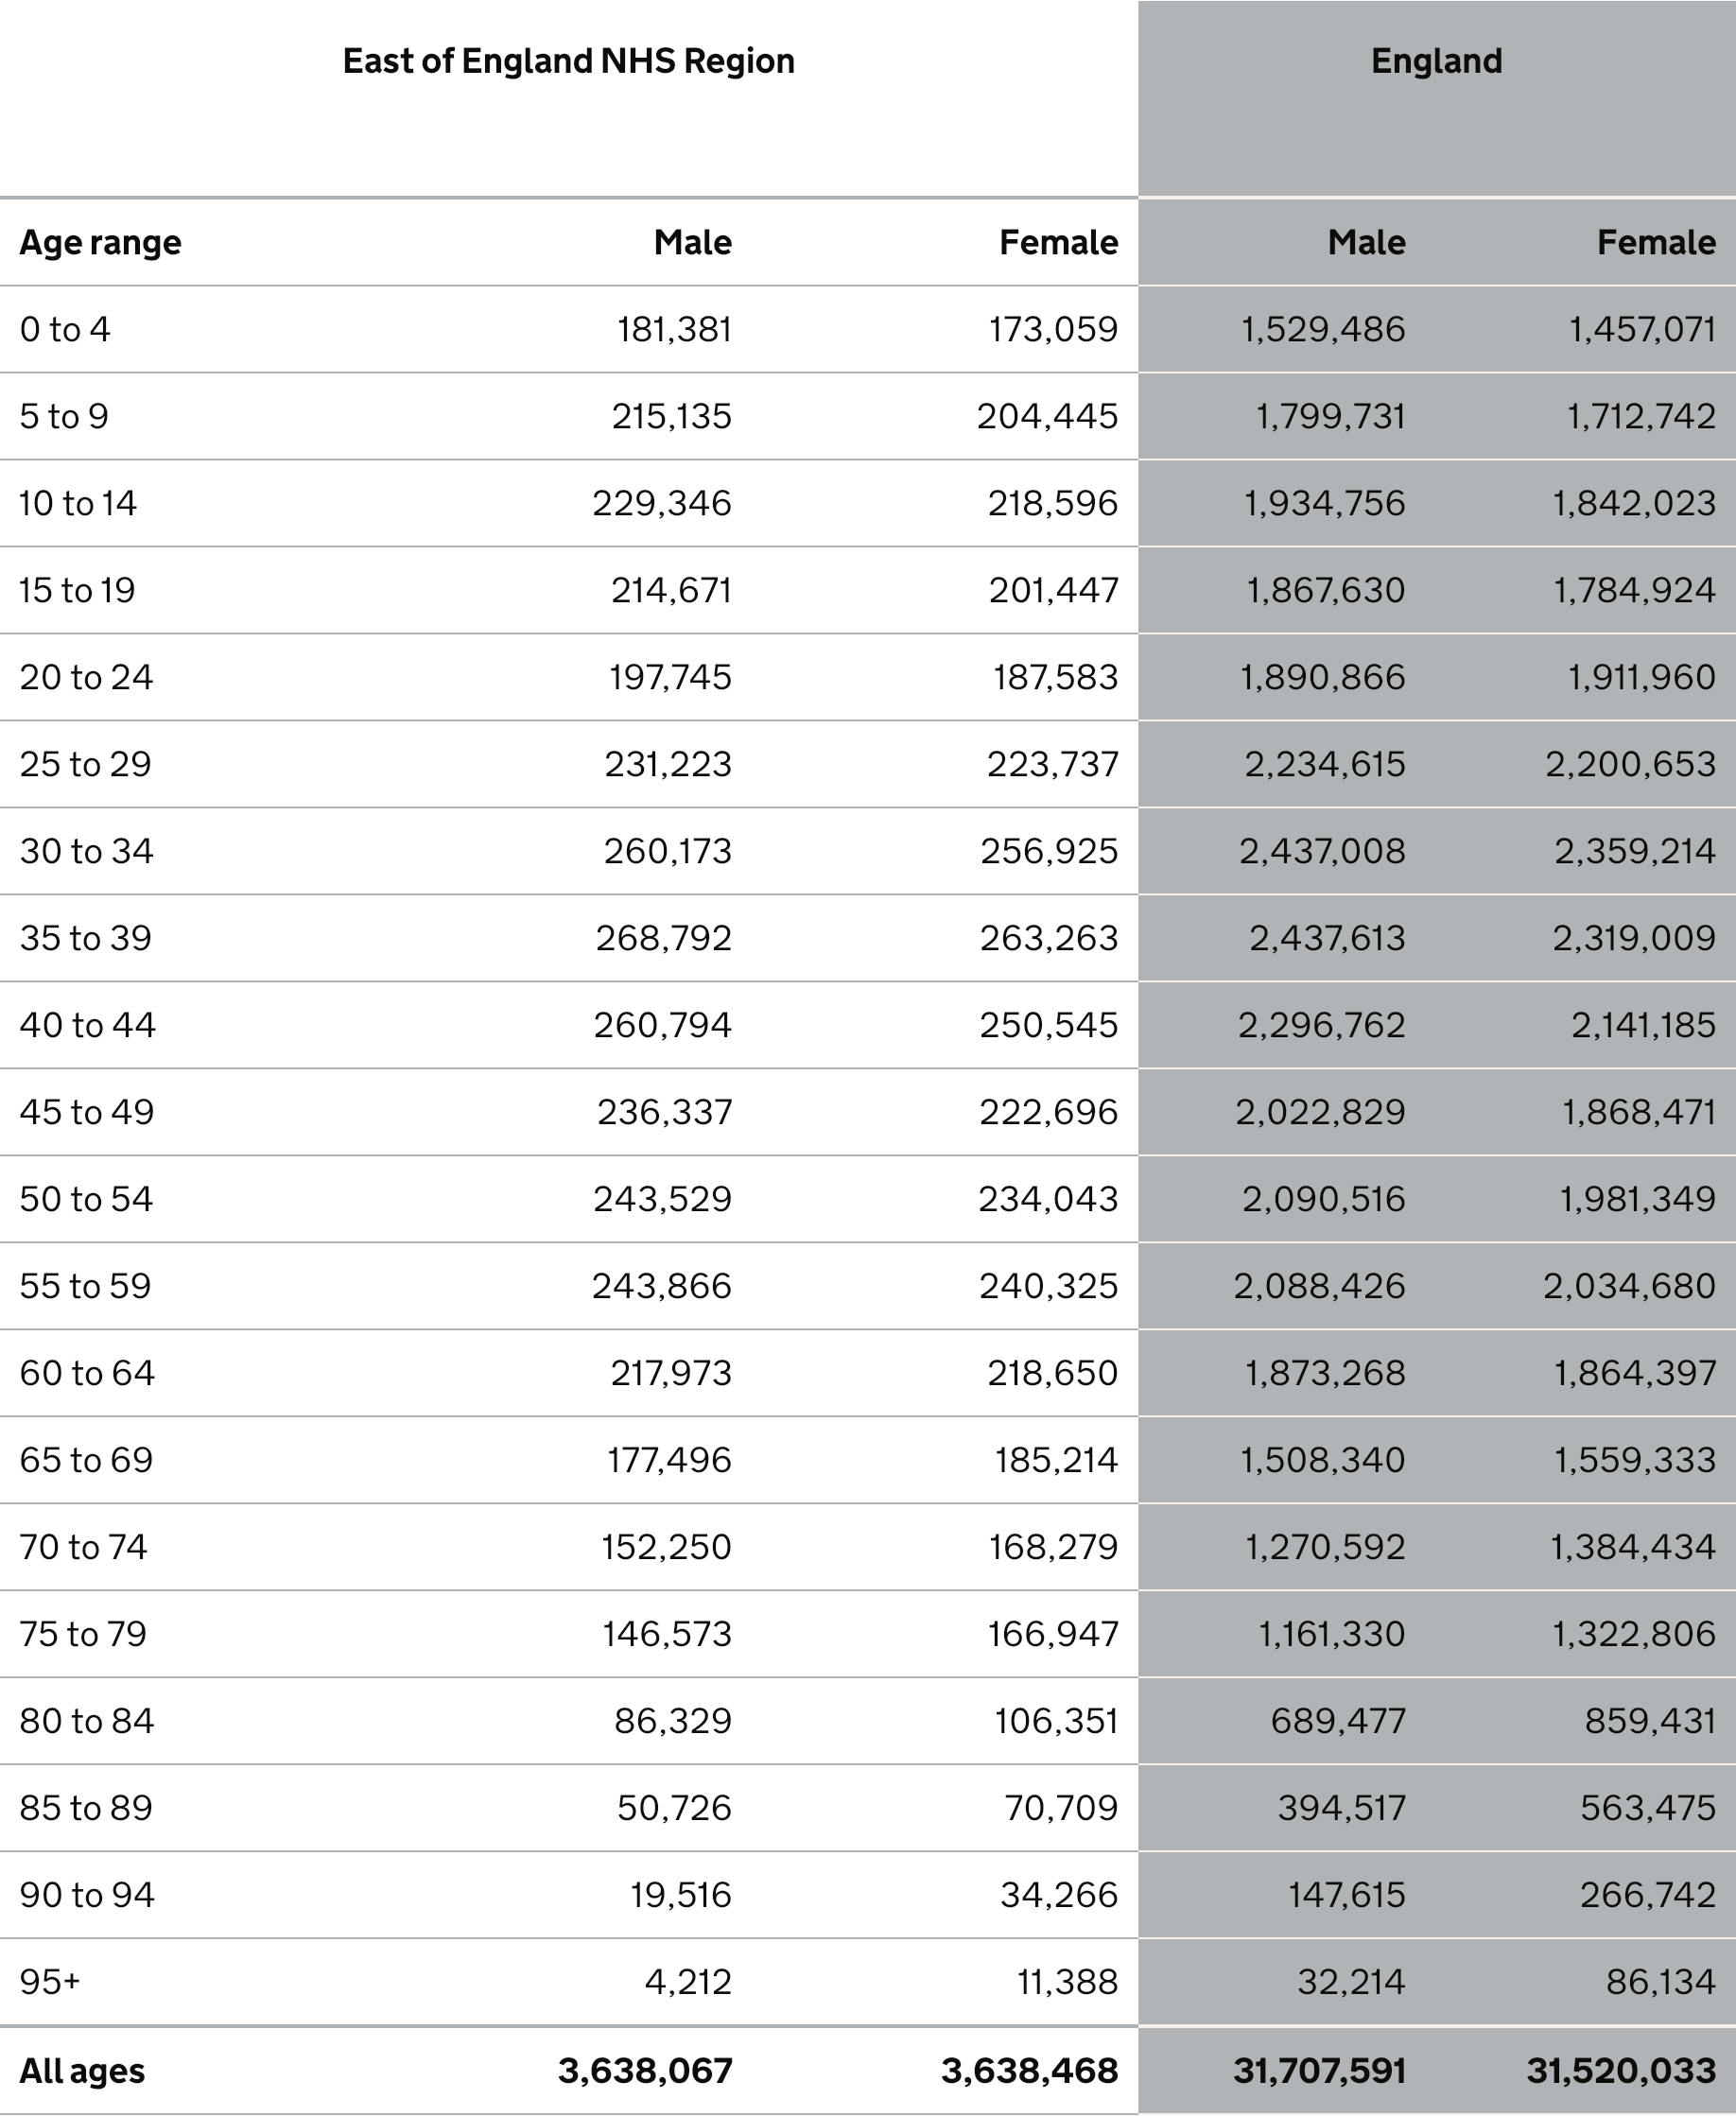 East of England NHS Region England
Age range Male Female Male Female
0 to 4 181,381 173,059 1,529,486 1,457,071
5 to 9 215,135 204,445 1,799,731 1,712,742
10 to 14 229,346 218,596 1,934,756 1,842,023
15 to 19 214,671 201,447 1,867,630 1,784,924
20 to 24 197,745 187,583 1,890,866 1,911,960
25 to 29 231,223 223,737 2,234,615 2,200,653
30 to 34 260,173 256,925 2,437,008 2,359,214
35 to 39 268,792 263,263 2,437,613 2,319,009
40 to 44 260,794 250,545 2,296,762 2,141,185
45 to 49 236,337 222,696 2,022,829 1,868,471
50 to 54 243,529 234,043 2,090,516 1,981,349
55 to 59 243,866 240,325 2,088,426 2,034,680
60 to 64 217,973 218,650 1,873,268 1,864,397
65 to 69 177,496 185,214 1,508,340 1,559,333
70 to 74 152,250 168,279 1,270,592 1,384,434
75 to 79 146,573 166,947 1,161,330 1,322,806
80 to 84 86,329 106,351 689,477 859,431
85 to 89 50,726 70,709 394,517 563,475
90 to 94 19,516 34,266 147,615 266,742
95+ 4,212 11,388 32,214 86,134
All ages 3,638,067 3,638,468 31,707,591 31,520,033